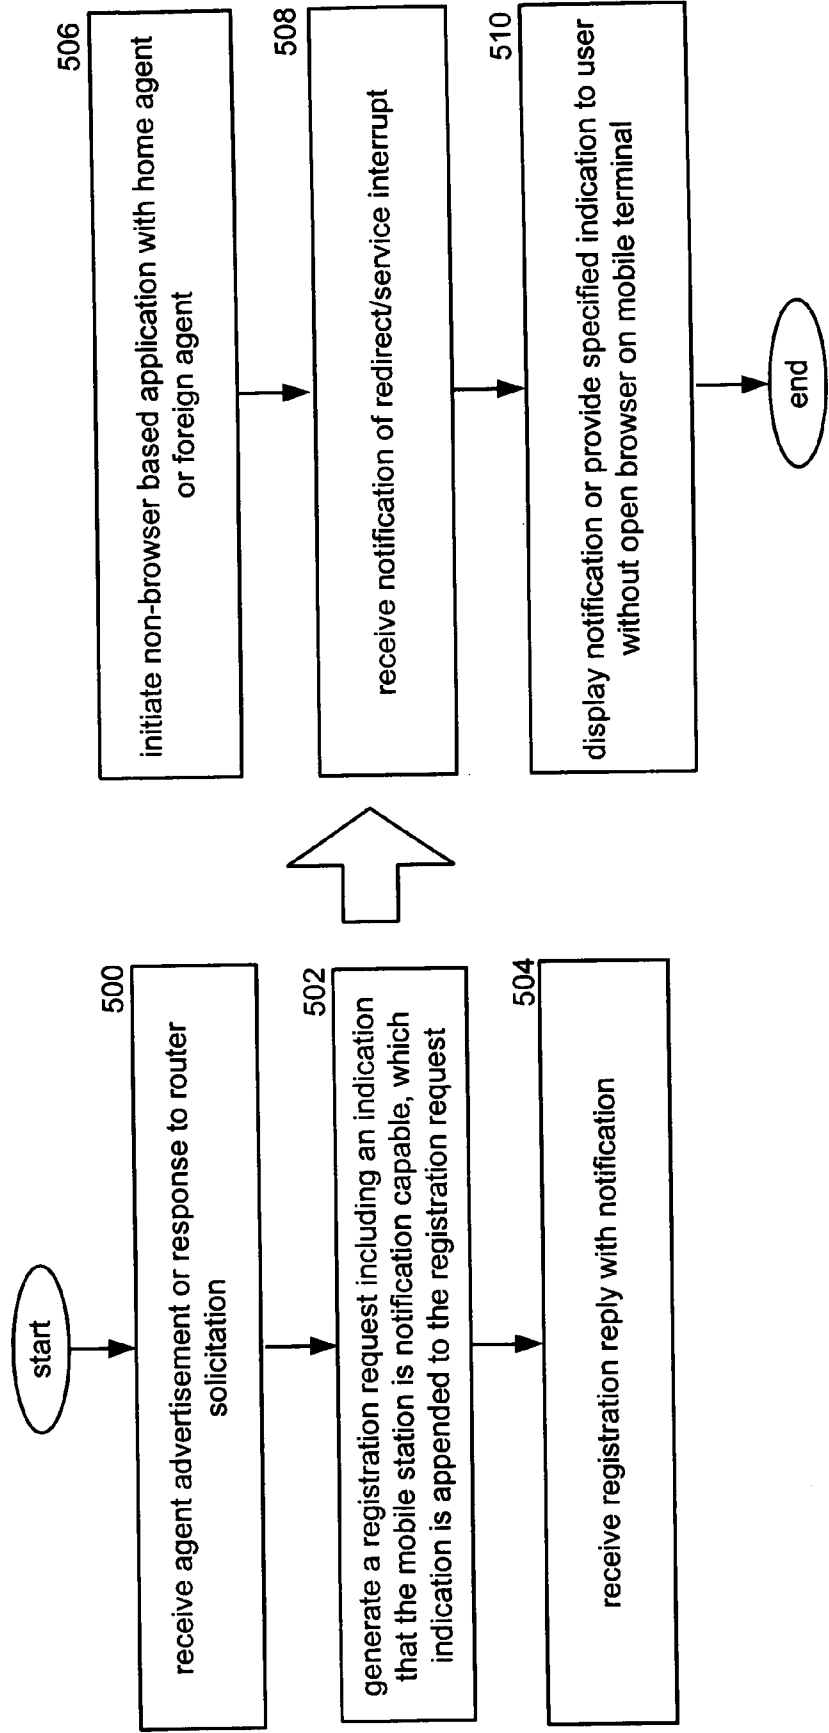 start
500
receive agent advertisement or response to router
solicitation
502
generate a registration request including an indication
that the mobile station is notification capable, which
indication is appended to the registration request
504
receive registration reply with notification
506
initiate non-browser based application with home agent
or foreign agent
508
receive notification of redirect/service interrupt
510
display notification or provide specified indication to user
without open browser on mobile terminal
end